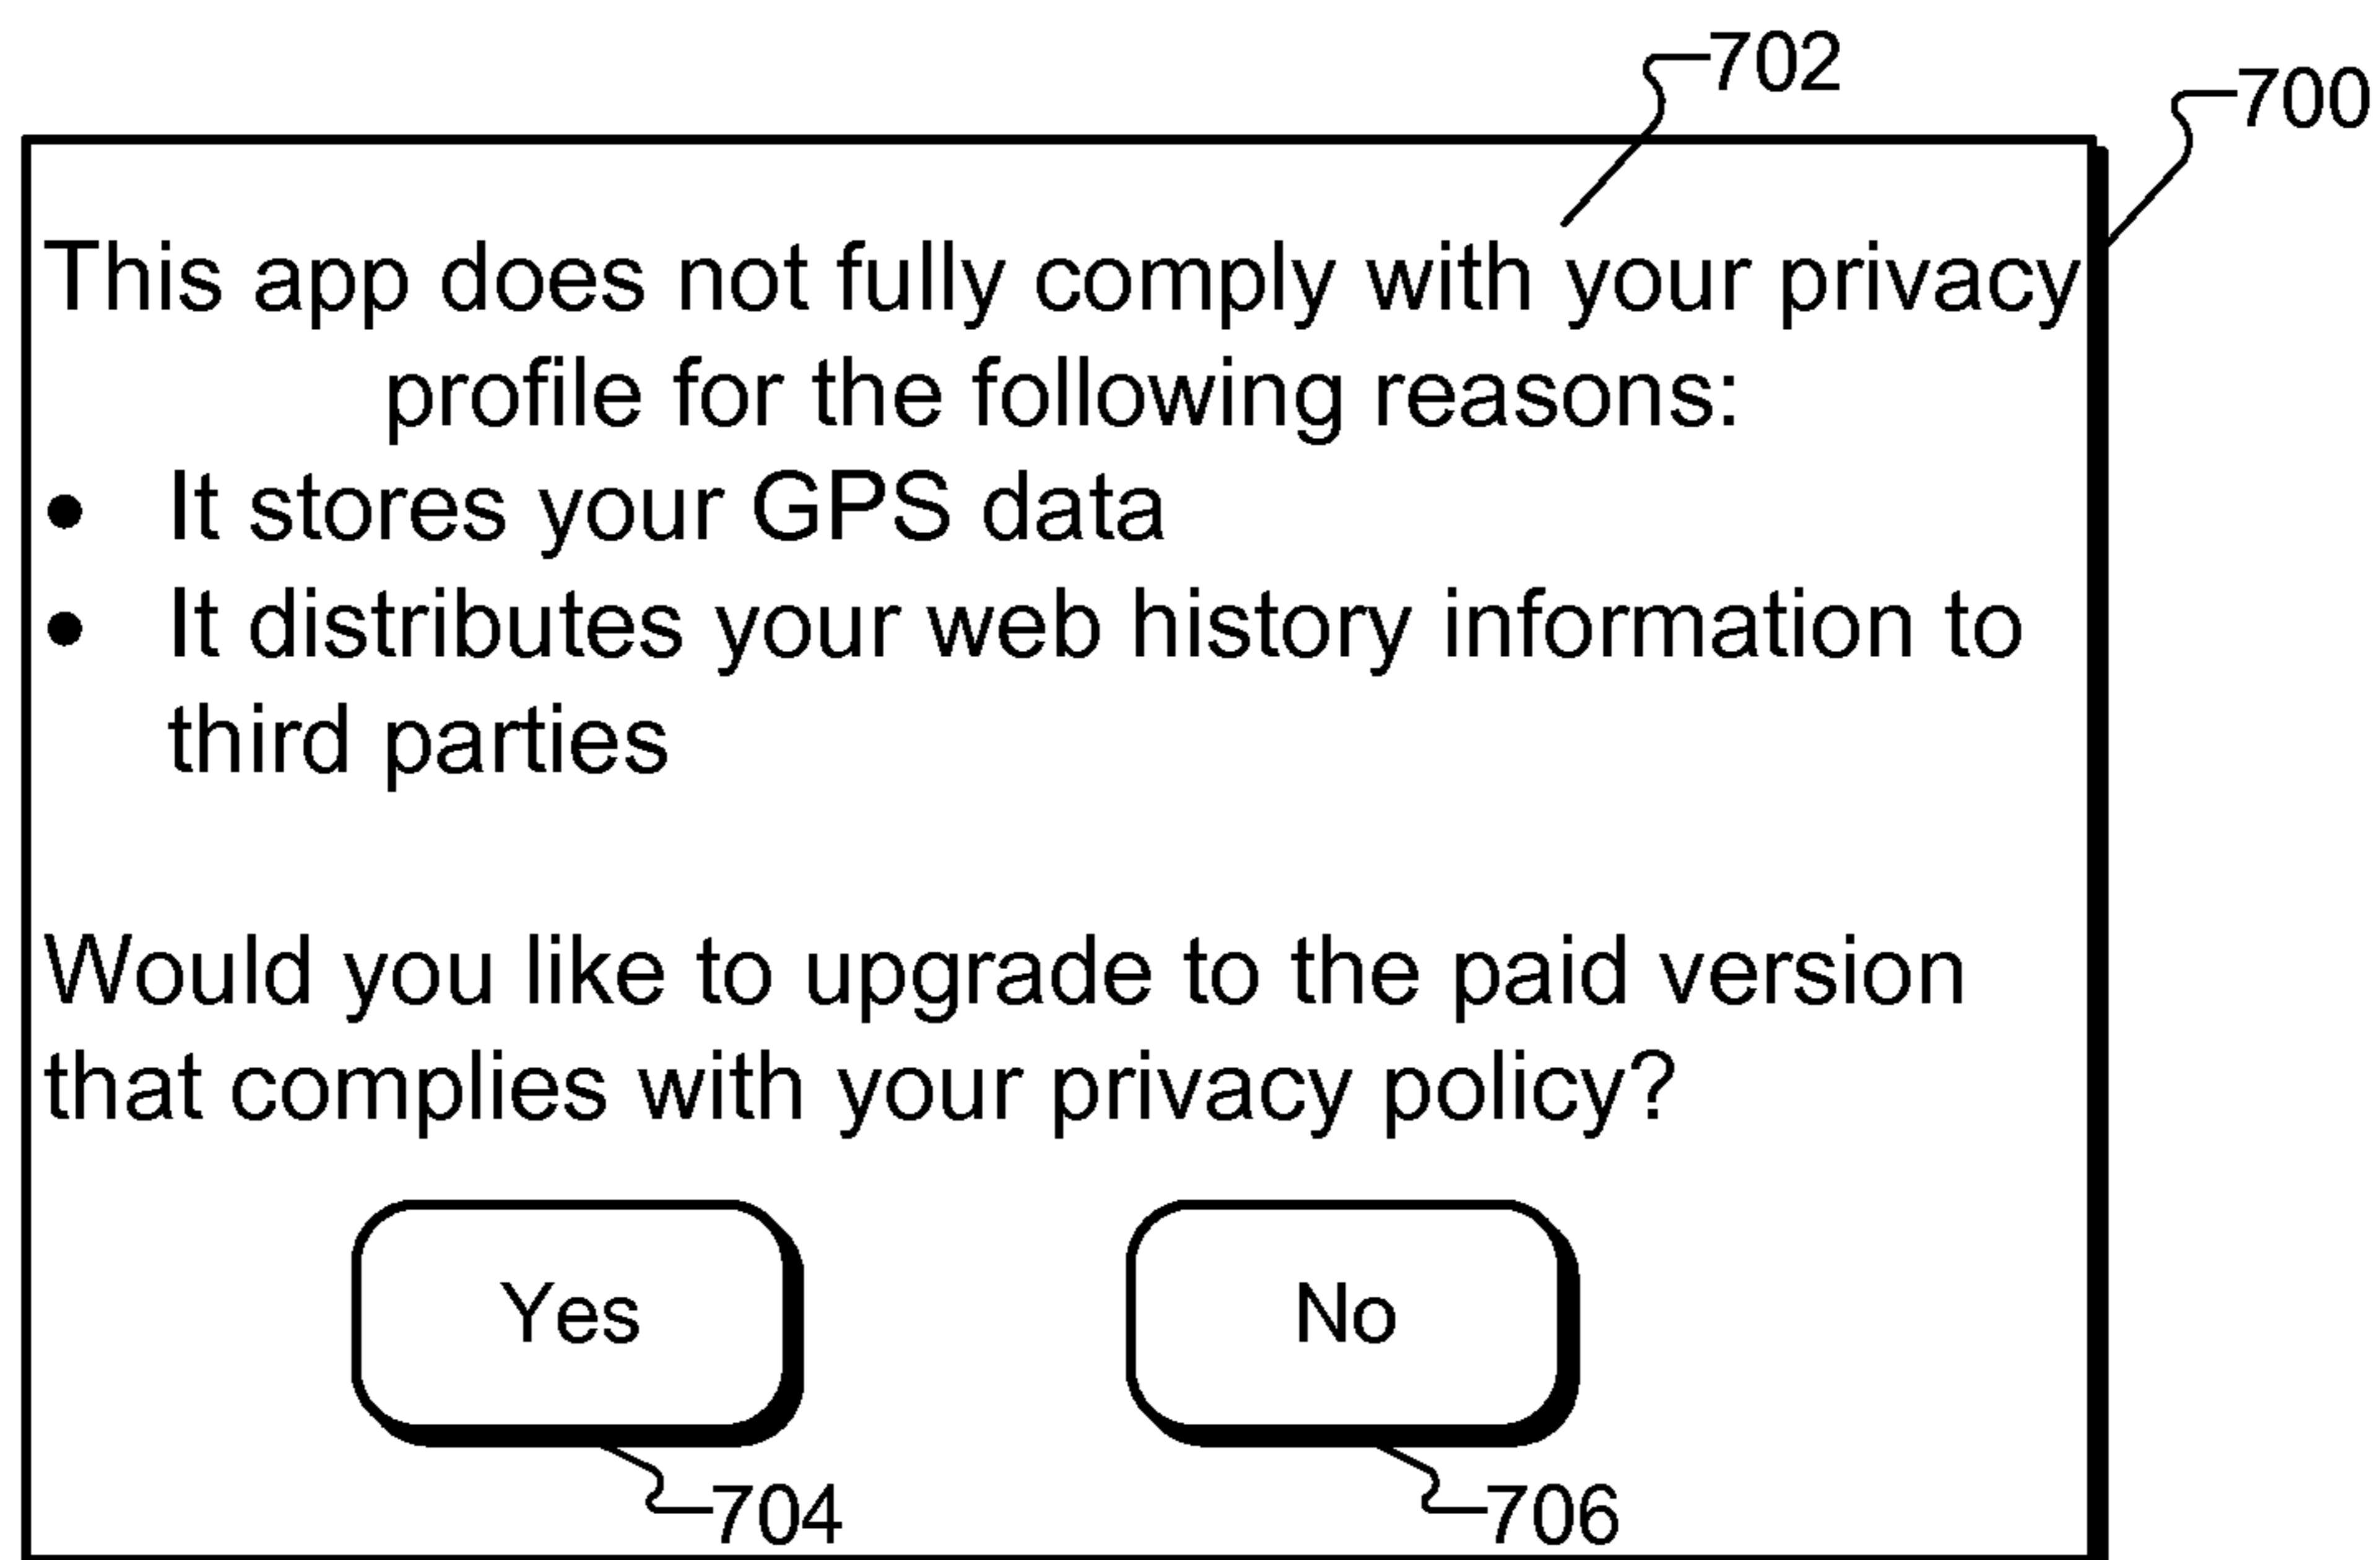 702
700
This app does not fully comply with your privacy
profile for the following reasons:
• It stores your GPS data
• It distributes your web history information to
third parties
Would you like to upgrade to the paid version
that complies with your privacy policy?
Yes No
704 706